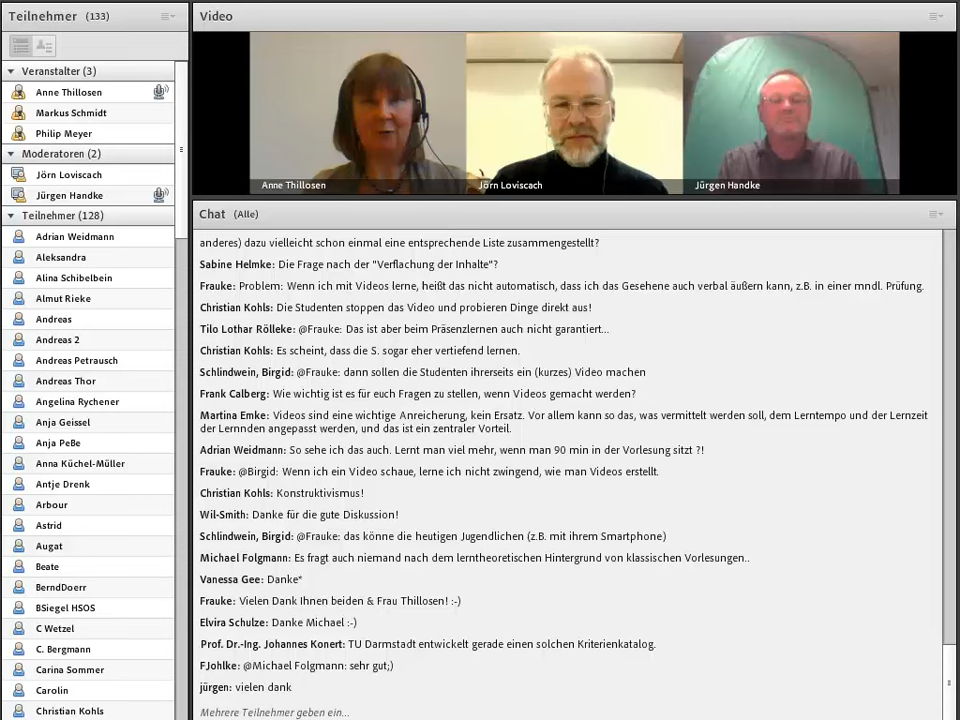 Teilnehmer (133)
Veranstalter (3)
Anne Thillosen
Markus Schmidt
Philip Meyer
Moderatoren (2)
Jörn Loviscach
Jürgen Handke
Teilnehmer (128)
Adrian Weidmann
Aleksandra
Alina Schibelbein
Almut Rieke
Andreas
Andreas 2
Andreas Petrausch
Andreas Thor
Angelina Rychener
Anja Geissel
Anja PeBe
Anna Küchel-Müller
Antje Drenk
Arbour
Astrid
Augat
Beate
BerndDoerr
BSiegel HSOS
C Wetzel
C. Bergmann
Carina Sommer
Carolin
Christian Kohls
Video
Anne Thillosen
Jörn Loviscach
Jürgen Handke
Chat (Alle)
anderes) dazu vielleicht schon einmal eine entsprechende Liste zusammengestellt?
Sabine Helmke: Die Frage nach der "Verflachung der Inhalte"?
Frauke: Problem: Wenn ich mit Videos lerne, heißt das nicht automatisch, dass ich das Gesehene auch verbal äußern kann, z.B. in einer mndl. Prüfung.
Christian Kohls: Die Studenten stoppen das Video und probieren Dinge direkt aus!
Tilo Lothar Rölleke: @Frauke: Das ist aber beim Präsenzlernen auch nicht garantiert...
Christian Kohls: Es scheint, dass die S. sogar eher vertiefend lernen.
Schlindwein, Birgid: @Frauke: dann sollen die Studenten ihrerseits ein (kurzes) Video machen
Frank Calberg: Wie wichtig ist es für euch Fragen zu stellen, wenn Videos gemacht werden?
Martina Emke: Videos sind eine wichtige Anreicherung, kein Ersatz. Vor allem kann so das, was vermittelt werden soll, dem Lerntempo und der Lernzeit
der Lernnden angepasst werden, und das ist ein zentraler Vorteil.
Adrian Weidmann: So sehe ich das auch. Lernt man viel mehr, wenn man 90 min in der Vorlesung sitzt ?!
Frauke: @Birgid: Wenn ich ein Video schaue, lerne ich nicht zwingend, wie man Videos erstellt.
Christian Kohls: Konstruktivismus!
Wil-Smith: Danke für die gute Diskussion!
Schlindwein, Birgid: @Frauke: das könne die heutigen Jugendlichen (z.B. mit ihrem Smartphone)
Michael Folgmann: Es fragt auch niemand nach dem lerntheoretischen Hintergrund von klassischen Vorlesungen..
Vanessa Gee: Danke*
Frauke: Vielen Dank Ihnen beiden & Frau Thillosen! :-)
Elvira Schulze: Danke Michael :-)
Prof. Dr.-Ing. Johannes Konert: TU Darmstadt entwickelt gerade einen solchen Kriterienkatalog.
FJohlke: @Michael Folgmann: sehr gut;)
jürgen: vielen dank
Mehrere Teilnehmer geben ein...